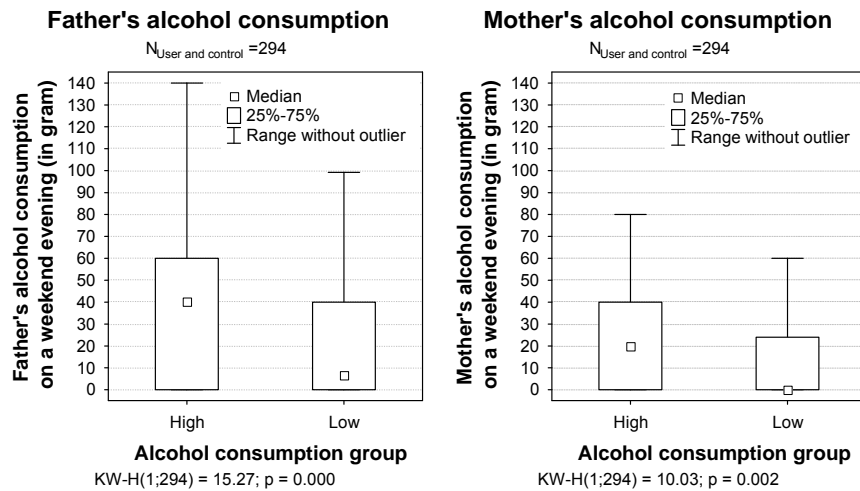 Father's alcohol consumption
N User and control =294
Father's alcohol consumption
on a weekend evening (in gram)
140
130
120
110
100
90
80
70
60
50
40
30
20
10
0
Median
25%-75%
Range without outlier
High
Low
Alcohol consumption group
KW-H(1;294) = 15.27; p = 0.000
Mother's alcohol consumption
N User and control =294
Mother's alcohol consumption
on a weekend evening (in gram)
140
130
120
110
100
90
80
70
60
50
40
30
20
10
0
Median
25%-75%
Range without outlier
High
Low
Alcohol consumption group
KW-H(1;294) = 10.03; p = 0.002